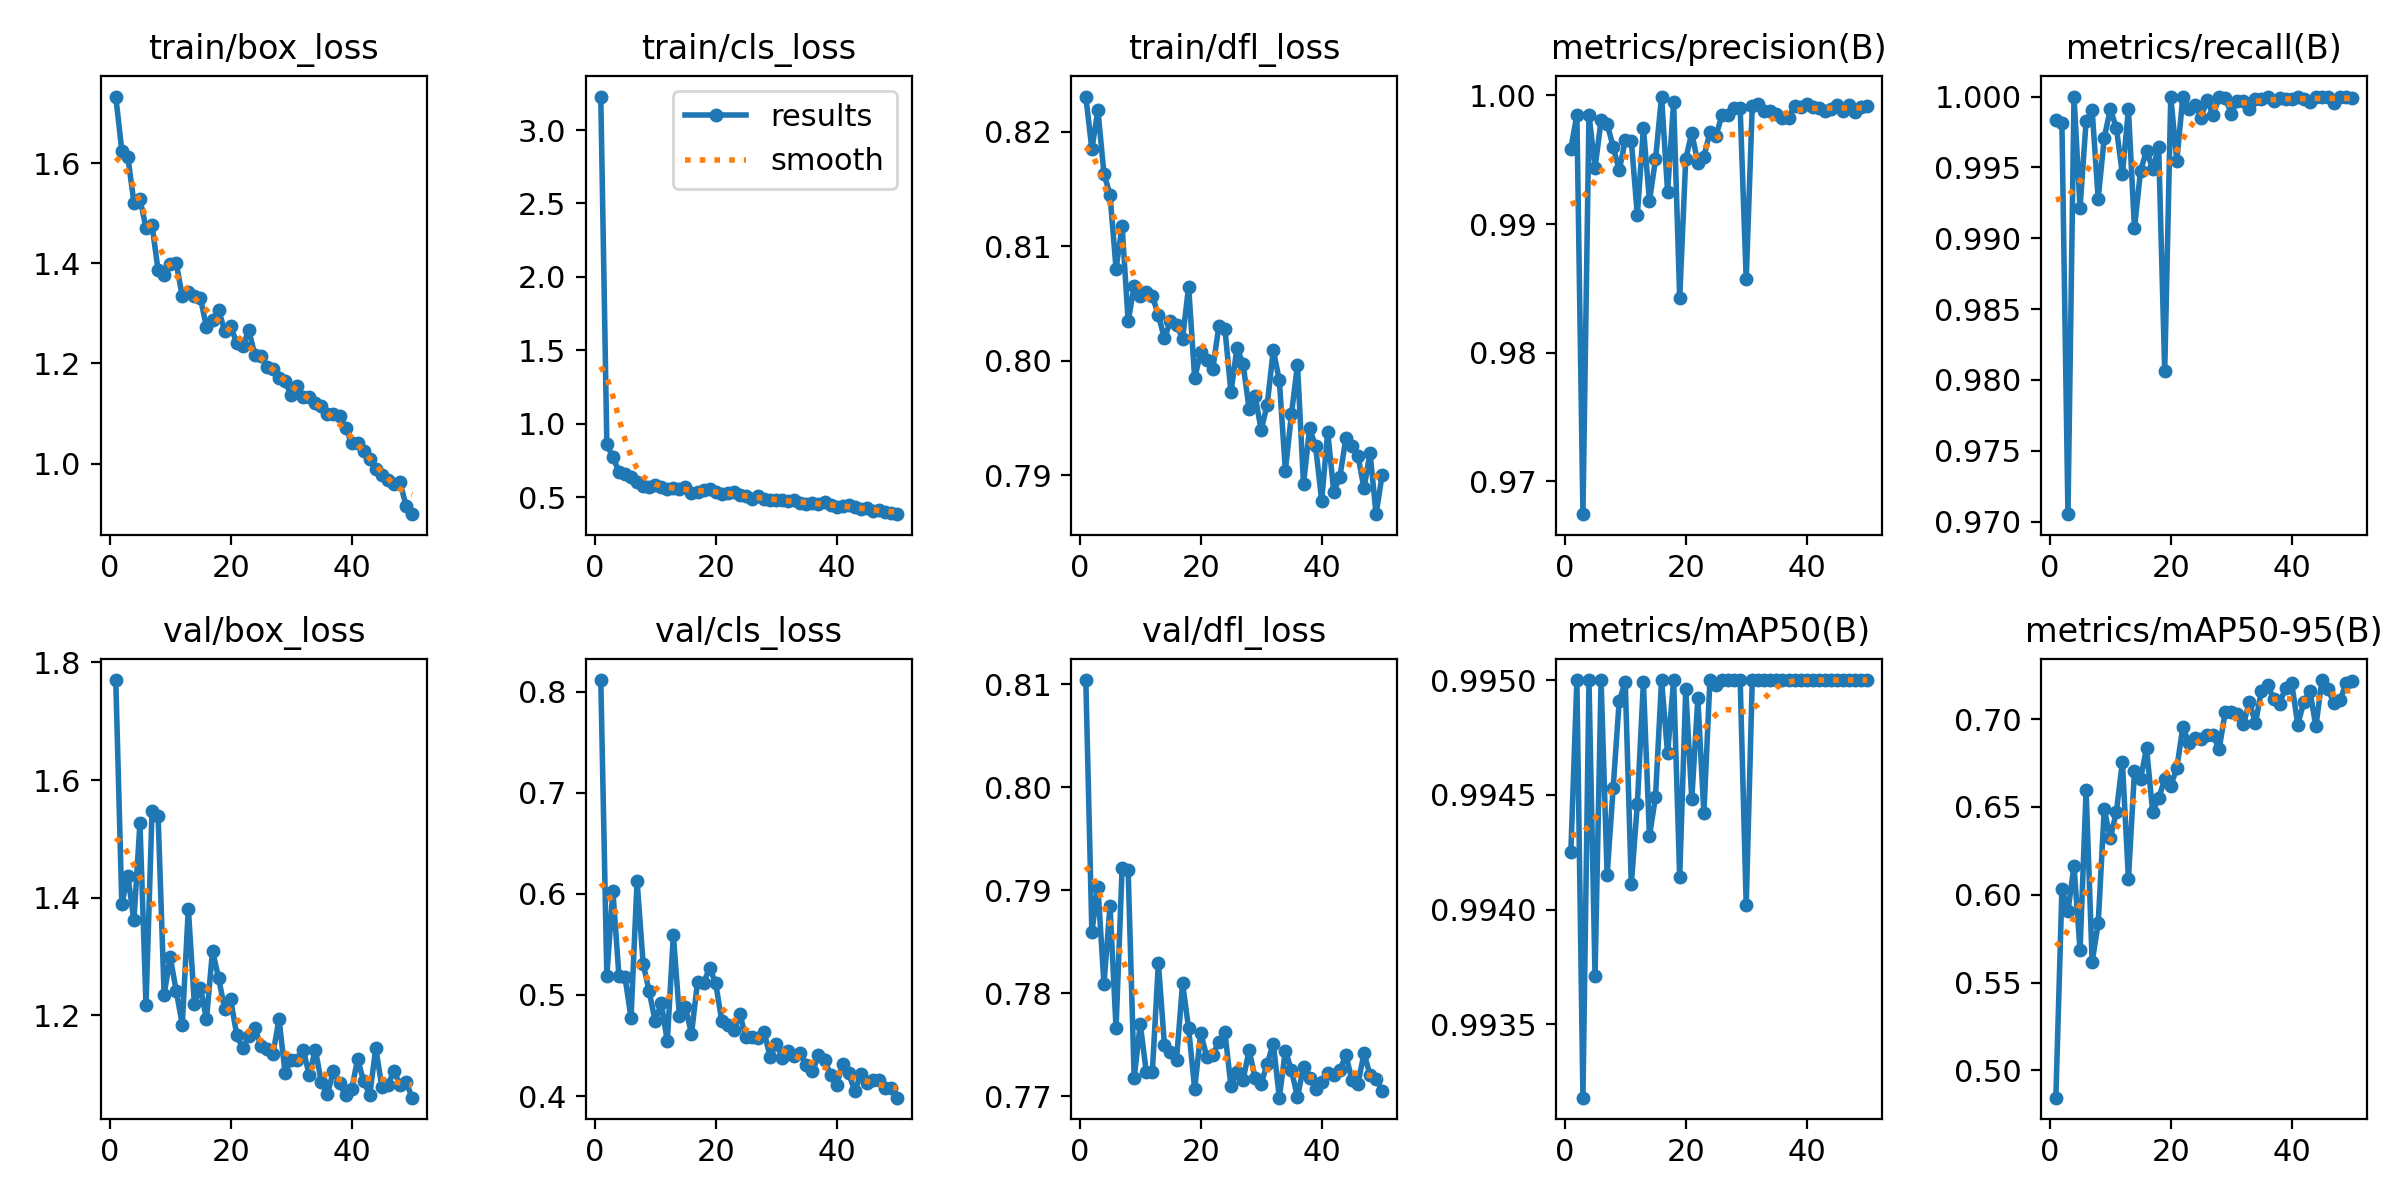 train/box_loss
1.6
1.4
1.2
1.0
0 20 40
train/cls_loss
results
smooth
3.0
2.5
2.0
1.5
1.0
0.5
0 20 40
train/dfl_loss
0.82
0.81
0.80
0.79
0 20 40
metrics/precision(B)
1.00
0.99
0.98
0.97
0 20 40
metrics/recall(B)
1.000
0.995
0.990
0.985
0.980
0.975
0.970
0 20 40
val/box_loss
1.8
1.6
1.4
1.2
0 20 40
val/cls_loss
0.8
0.7
0.6
0.5
0.4
0 20 40
val/dfl_loss
0.81
0.80
0.79
0.78
0.77
0 20 40
metrics/mAP50(B)
0.9950
0.9945
0.9940
0.9935
0 20 40
metrics/mAP50-95(B)
0.70
0.65
0.60
0.55
0.50
0 20 40